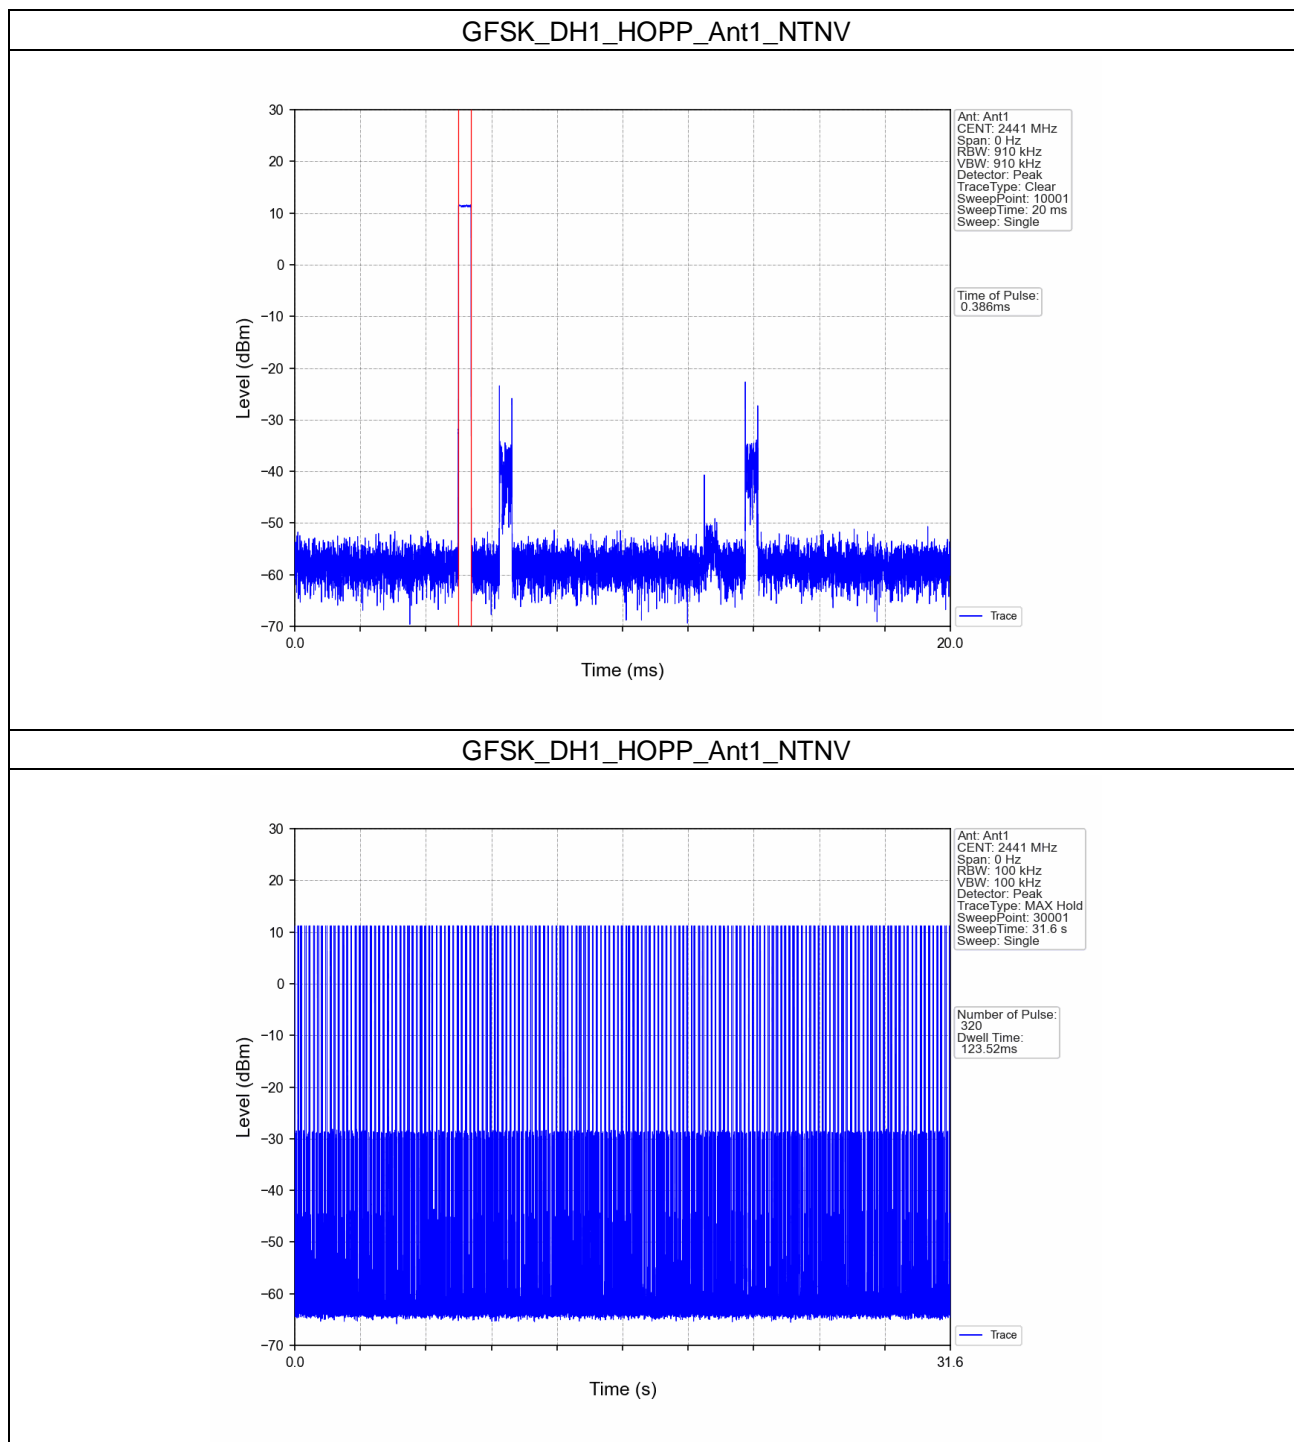 GFSK_DH1_HOPP_Ant1_NTNV
30
20
10
0
−10
−20
−30
−40
−50
−60
−70
Level (dBm)
0.0
20.0
Time (ms)
Ant: Ant1
CENT: 2441 MHz
Span: 0 Hz
RBW: 910 kHz
VBW: 910 kHz
Detector: Peak
TraceType: Clear
SweepPoint: 10001
SweepTime: 20 ms
Sweep: Single
Time of Pulse:
0.386ms
Trace
GFSK_DH1_HOPP_Ant1_NTNV
30
20
10
0
−10
−20
−30
−40
−50
−60
−70
Level (dBm)
0.0
31.6
Time (s)
Ant: Ant1
CENT: 2441 MHz
Span: 0 Hz
RBW: 100 kHz
VBW: 100 kHz
Detector: Peak
TraceType: MAX Hold
SweepPoint: 30001
SweepTime: 31.6 s
Sweep: Single
Number of Pulse:
320
Dwell Time:
123.52ms
Trace